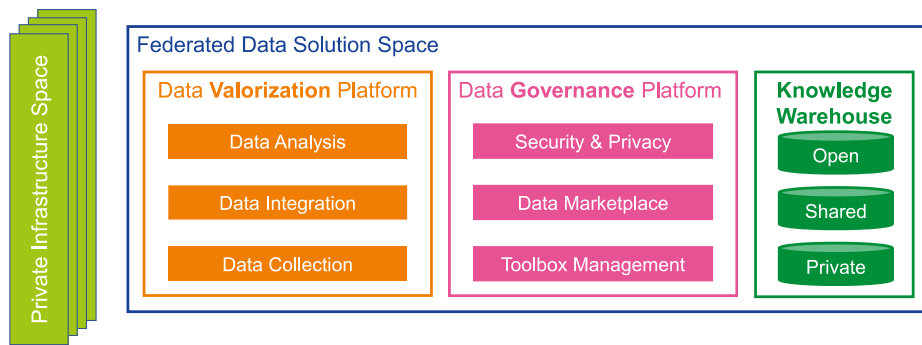 Private Infrastructure Space
Federated Data Solution Space
Data Valorization Platform
Data Analysis
Data Integration
Data Collection
Data Governance Platform
Security & Privacy
Data Marketplace
Toolbox Management
Knowledge
Warehouse
Open
Shared
Private